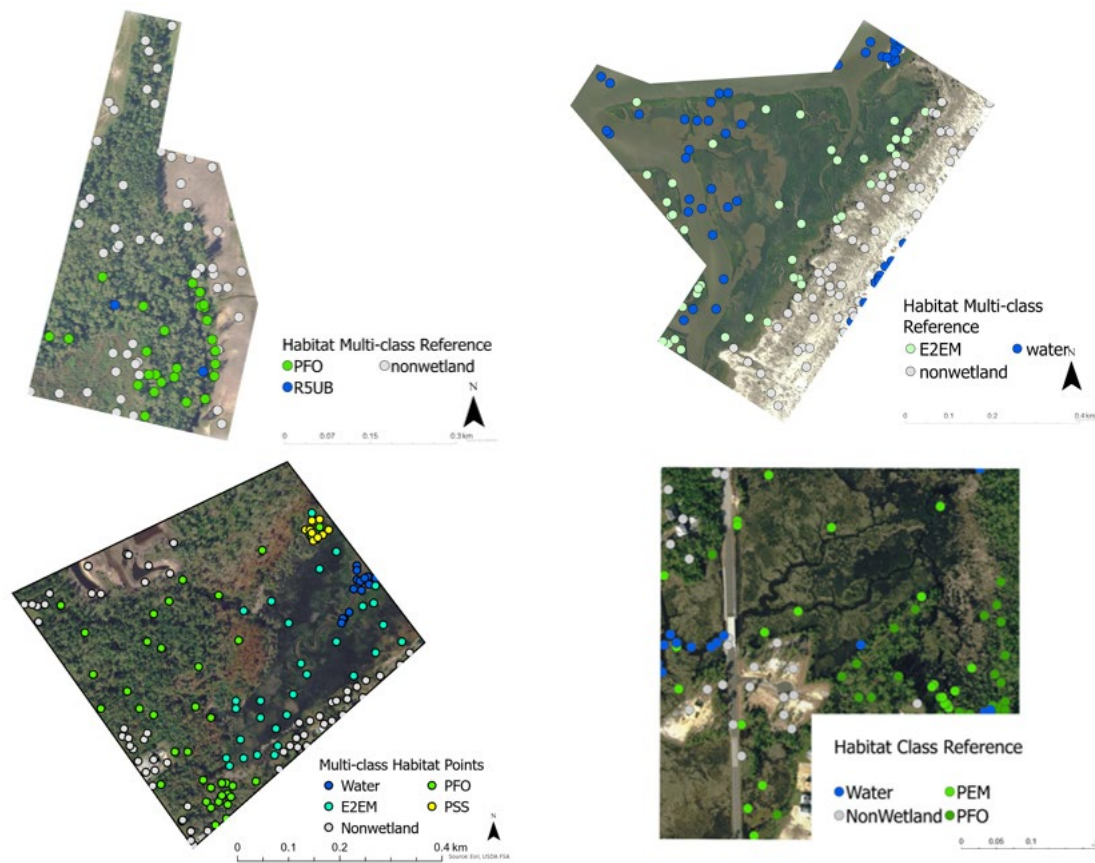 Habitat Multi-class Reference
PFO nonwetland
R5UB
N
0 0.07 0.15 0.3 km
Habitat Multi-class
Reference
E2EM water
nonwetland
N
0 0.1 0.2 0.4 km
Multi-class Habitat Points
Water PFO
E2EM PSS
Nonwetland
N
0 0.1 0.2 0.4 km
Source: Esri, USDA FSA
Habitat Class Reference
Water PEM
NonWetland PFO
0 0.05 0.1